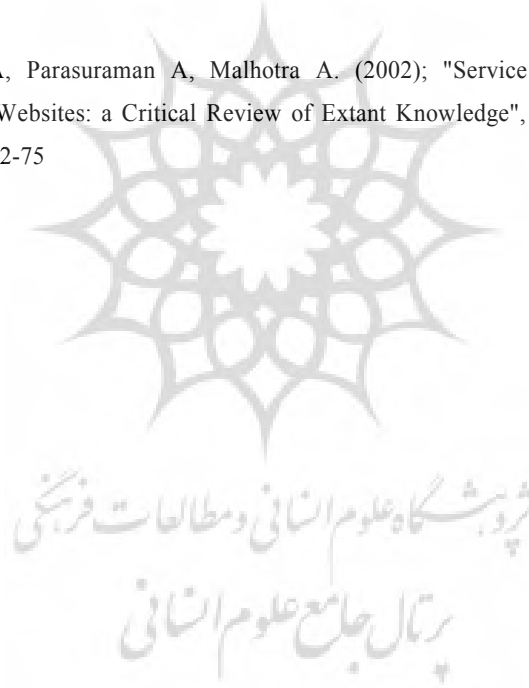 , Parasuraman A, Malhotra A. (2002); "Service
Websites: a Critical Review of Extant Knowledge",
2-75
پژوهشگاه علوم انسانی و مطالعات فرهنگی
پرتال جامع علوم انسانی